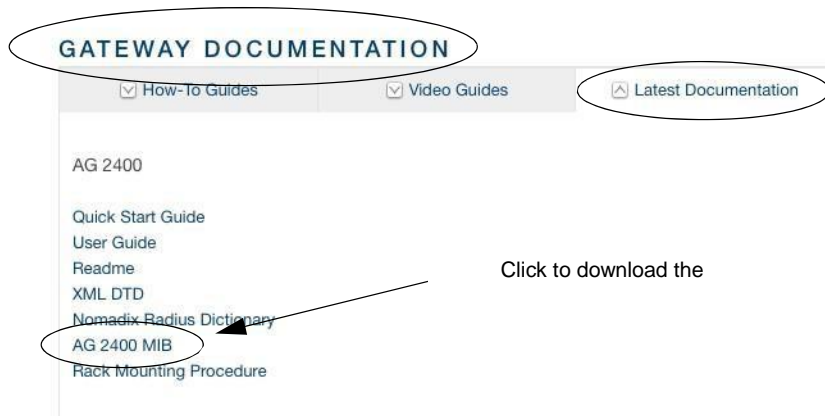 GATEWAY DOCUMENTATION
How-To Guides
Video Guides
Latest Documentation
AG 2400
Quick Start Guide
User Guide
Readme
XML DTD
Nomadix Radius Dictionary
AG 2400 MIB
Rack Mounting Procedure
Click to download the